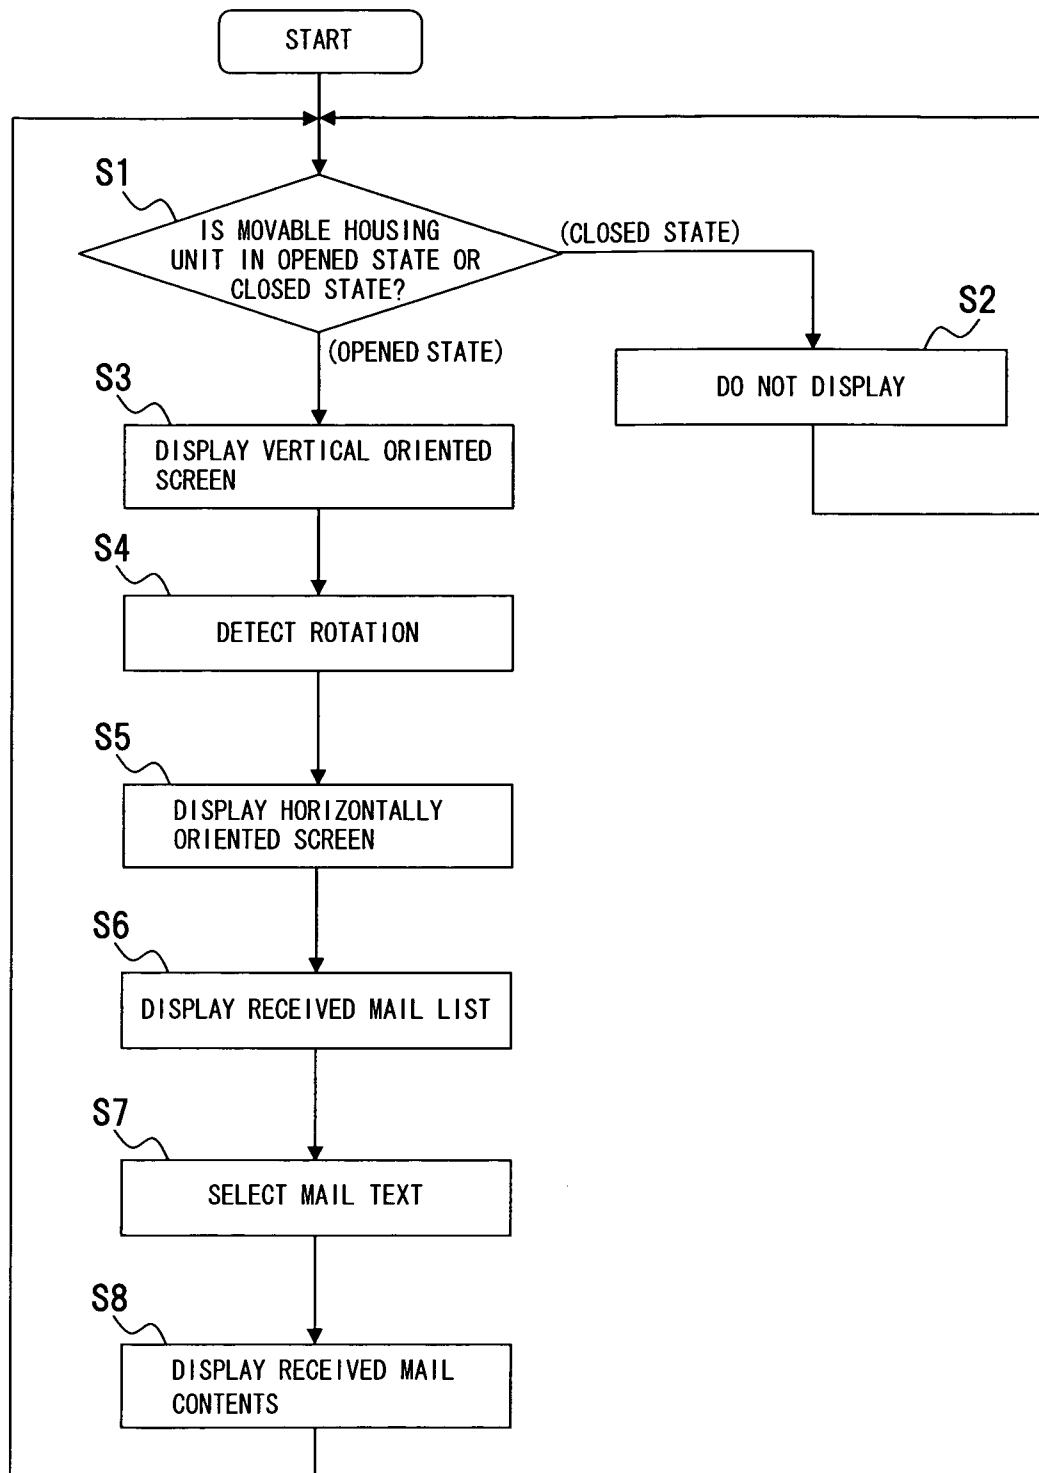 START
S1
IS MOVABLE HOUSING
UNIT IN OPENED STATE OR
CLOSED STATE?
(CLOSED STATE)
(OPENED STATE)
S2
DO NOT DISPLAY
S3
DISPLAY VERTICAL ORIENTED
SCREEN
S4
DETECT ROTATION
S5
DISPLAY HORIZONTALLY
ORIENTED SCREEN
S6
DISPLAY RECEIVED MAIL LIST
S7
SELECT MAIL TEXT
S8
DISPLAY RECEIVED MAIL
CONTENTS